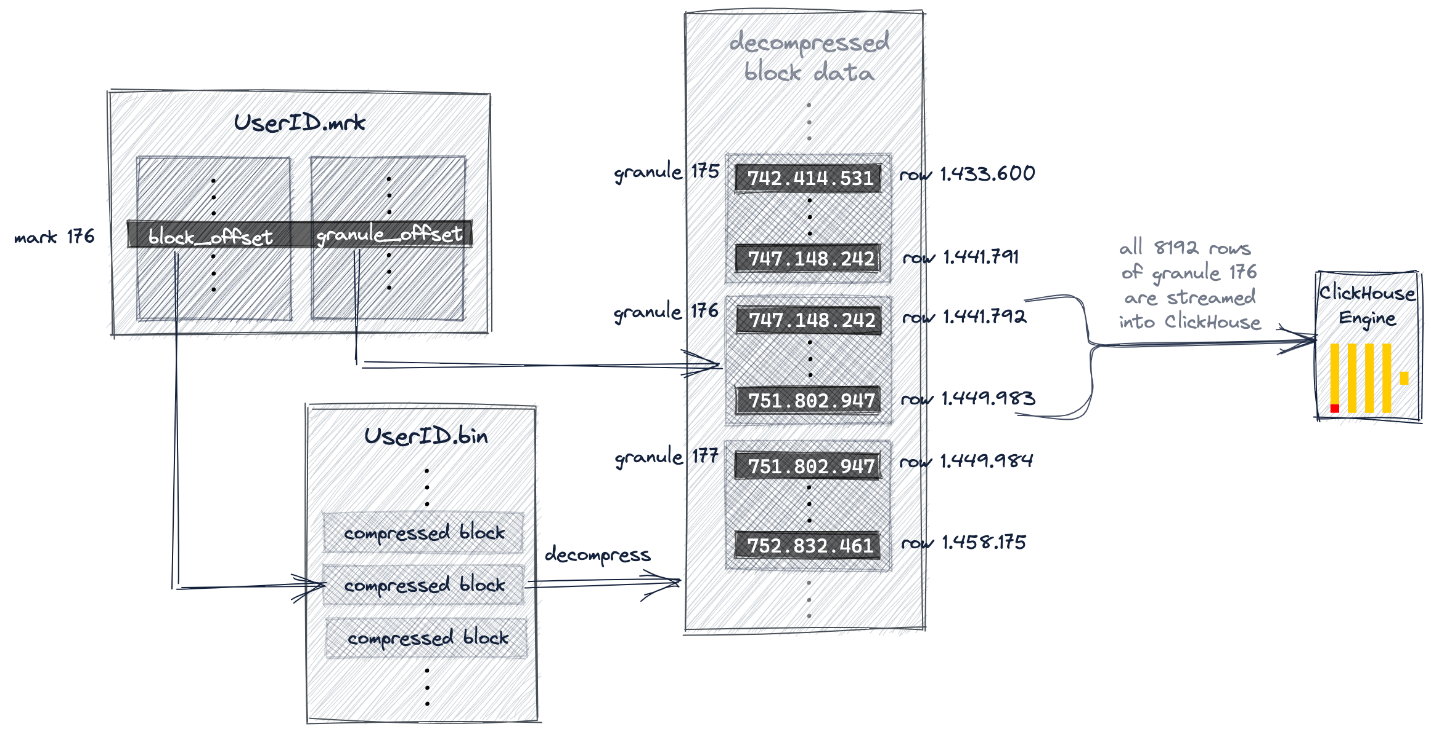 decompressed
block data
UserID.mrk
mark 176
block_offset
granule_offset
granule 175
742.414.531
row 1.433.600
747.148.242
row 1.441.791
granule 176
747.148.242
row 1.441.792
751.802.947
row 1.449.983
granule 177
751.802.947
row 1.449.984
752.832.461
row 1.458.175
all 8192 rows
of granule 176
are streamed
into ClickHouse
ClickHouse
Engine
UserID.bin
compressed block
compressed block
compressed block
decompress